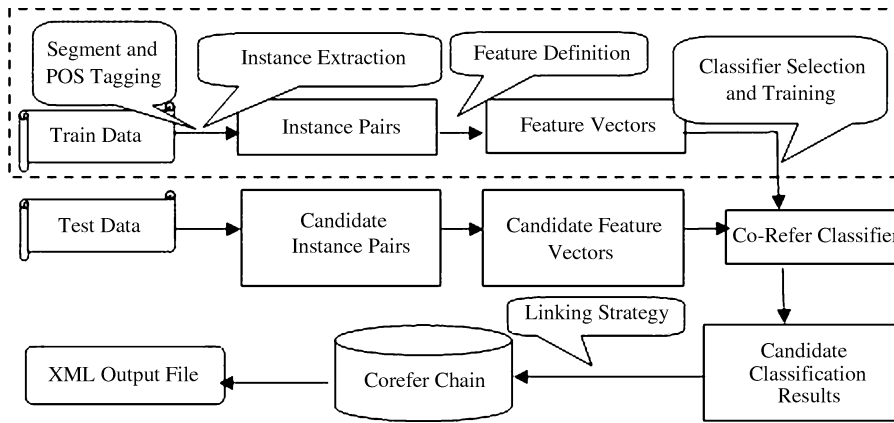 Segment and
POS Tagging
Instance Extraction
Feature Definition
Classifier Selection
and Training
Train Data
Instance Pairs
Feature Vectors
Test Data
Candidate
Instance Pairs
Candidate Feature
Vectors
Co-Refer Classifier
Linking Strategy
XML Output File
Corefer Chain
Candidate
Classification
Results